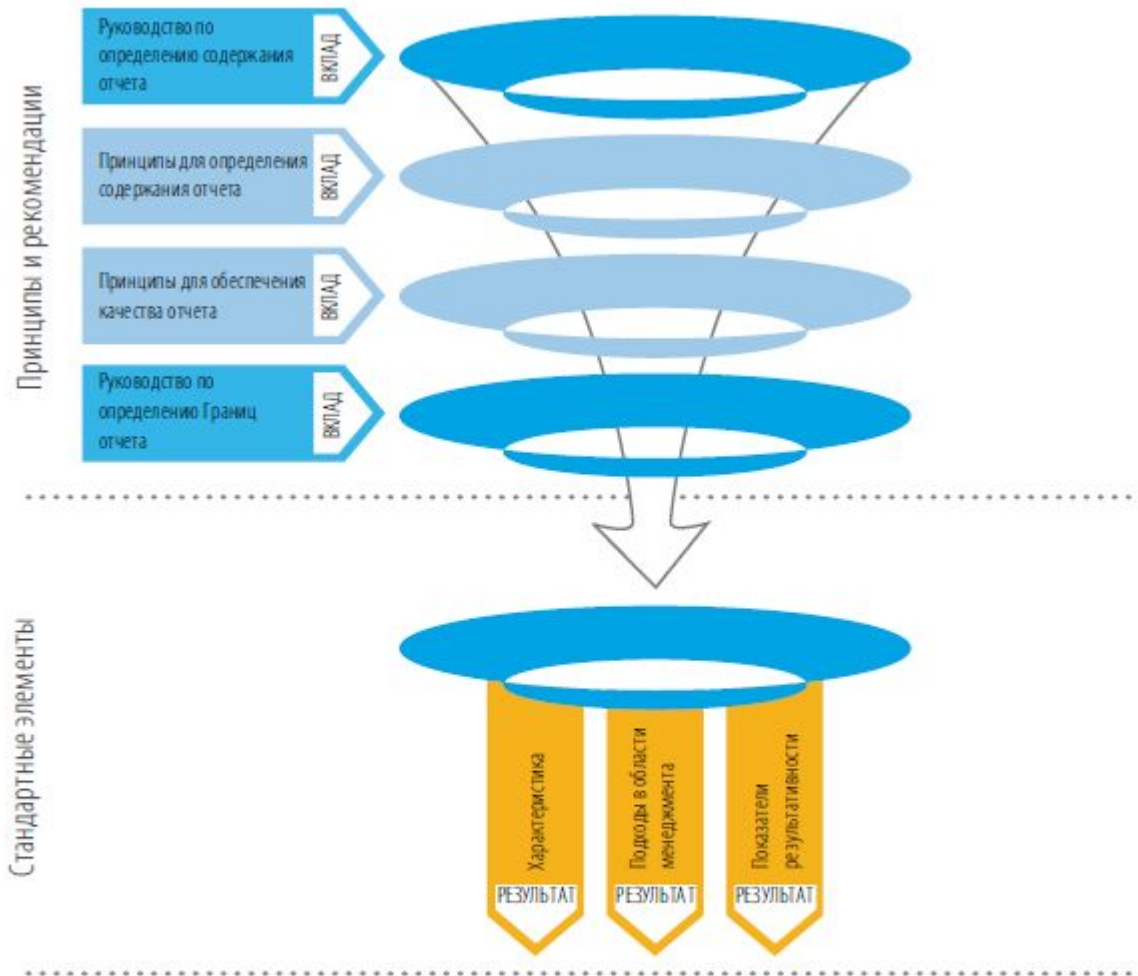 Принципы и рекомендации
Руководство по
определению содержания
отчета
ВКЛАД
Принципы для определения
содержания отчета
ВКЛАД
Принципы для обеспечения
качества отчета
ВКЛАД
Руководство по
определению Границ
отчета
ВКЛАД
Стандартные элементы
Характеристика
РЕЗУЛЬТАТ
Подходы в области
менеджмента
РЕЗУЛЬТАТ
Показатели
результативности
РЕЗУЛЬТАТ